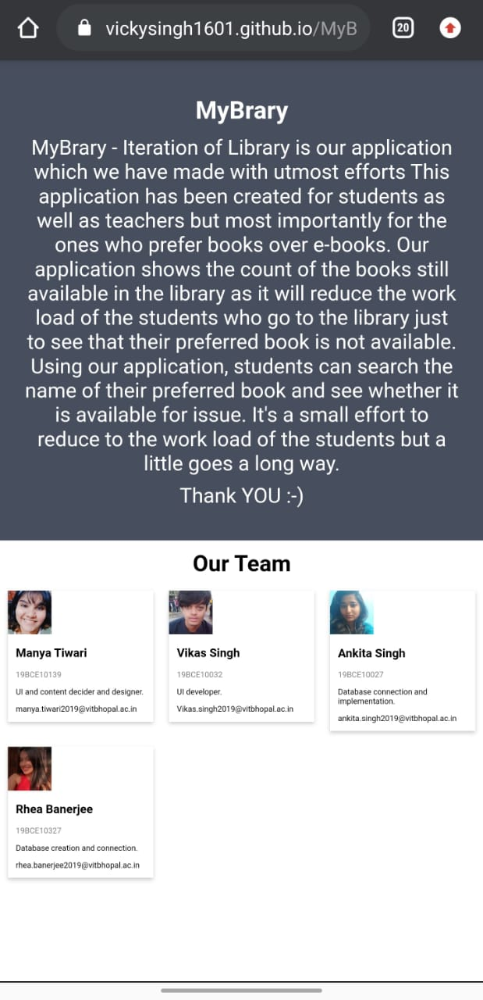 vickysingh1601.github.io/MyB
20
MyBrary
MyBrary - Iteration of Library is our application
which we have made with utmost efforts This
application has been created for students as
well as teachers but most importantly for the
ones who prefer books over e-books. Our
application shows the count of the books still
available in the library as it will reduce the work
load of the students who go to the library just
to see that their preferred book is not available.
Using our application, students can search the
name of their preferred book and see whether it
is available for issue. It's a small effort to
reduce to the work load of the students but a
little goes a long way.
Thank YOU :-)
Our Team
Manya Tiwari
19BCE10139
UI and content decider and designer.
manya.tiwari2019@vitbhopal.ac.in
Vikas Singh
19BCE10032
UI developer.
Vikas.singh2019@vitbhopal.ac.in
Ankita Singh
19BCE10027
Database connection and
implementation.
ankita.singh2019@vitbhopal.ac.in
Rhea Banerjee
19BCE10327
Database creation and connection.
rhea.banerjee2019@vitbhopal.ac.in